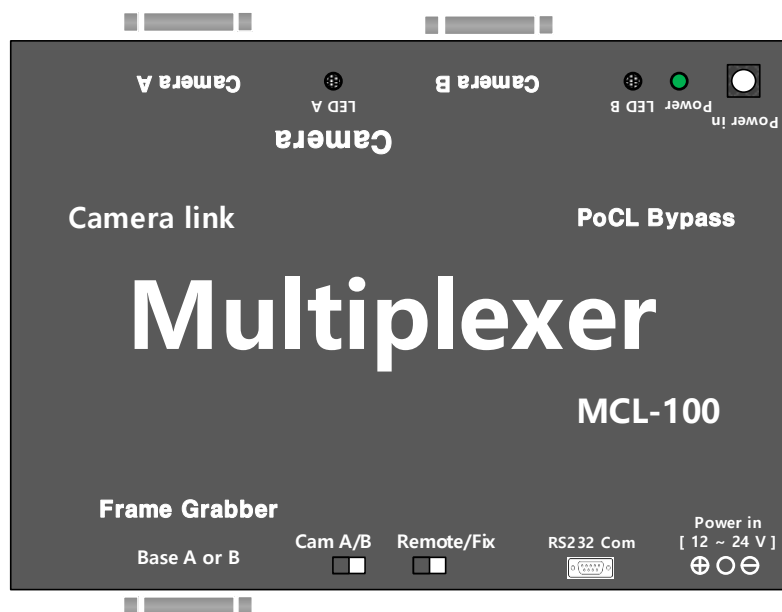 Camera A
Camera B
LED A
LED B
Power
Power in
Camera
Camera link
PoCL Bypass
Multiplexer
MCL-100
Frame Grabber
Base A or B
Cam A/B
Remote/Fix
RS232 Com
Power in
[ 12 ~ 24 V ]